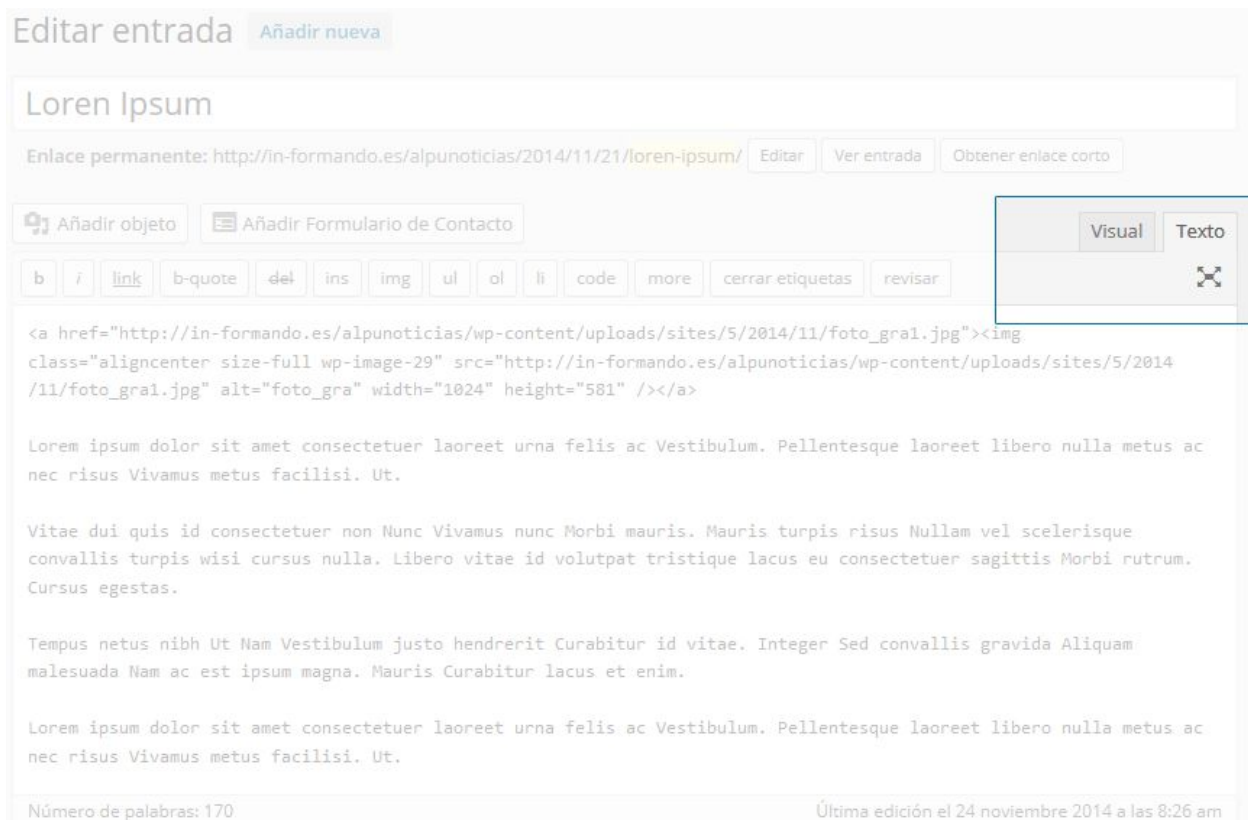 Editar entrada Añadir nueva
Loren Ipsum
Enlace permanente: http://in-formando.es/alpunoticias/2014/11/21/loren-ipsum/ Editar Ver entrada Obtener enlace corto
Añadir objeto Añadir Formulario de Contacto Visual Texto
b i link b-quote del ins img ul ol li code more cerrar etiquetas revisar
<a href="http://in-formando.es/alpunoticias/wp-content/uploads/sites/5/2014/11/foto_gra1.jpg"><img
class="aligncenter size-full wp-image-29" src="http://in-formando.es/alpunoticias/wp-content/uploads/sites/5/2014
/11/foto_gra1.jpg" alt="foto_gra" width="1024" height="581" /></a>
Lorem ipsum dolor sit amet consectetuer laoreet urna felis ac Vestibulum. Pellentesque laoreet libero nulla metus ac
nec risus Vivamus metus facilisi. Ut.
Vitae dui quis id consectetuer non Nunc Vivamus nunc Morbi mauris. Mauris turpis risus Nullam vel scelerisque
convallis turpis wisi cursus nulla. Libero vitae id volutpat tristique lacus eu consectetuer sagittis Morbi rutrum.
Cursus egestas.
Tempus netus nibh Ut Nam Vestibulum justo hendrerit Curabitur id vitae. Integer Sed convallis gravida Aliquam
malesuada Nam ac est ipsum magna. Mauris Curabitur lacus et enim.
Lorem ipsum dolor sit amet consectetuer laoreet urna felis ac Vestibulum. Pellentesque laoreet libero nulla metus ac
nec risus Vivamus metus facilisi. Ut.
Número de palabras: 170 Última edición el 24 noviembre 2014 a las 8:26 am